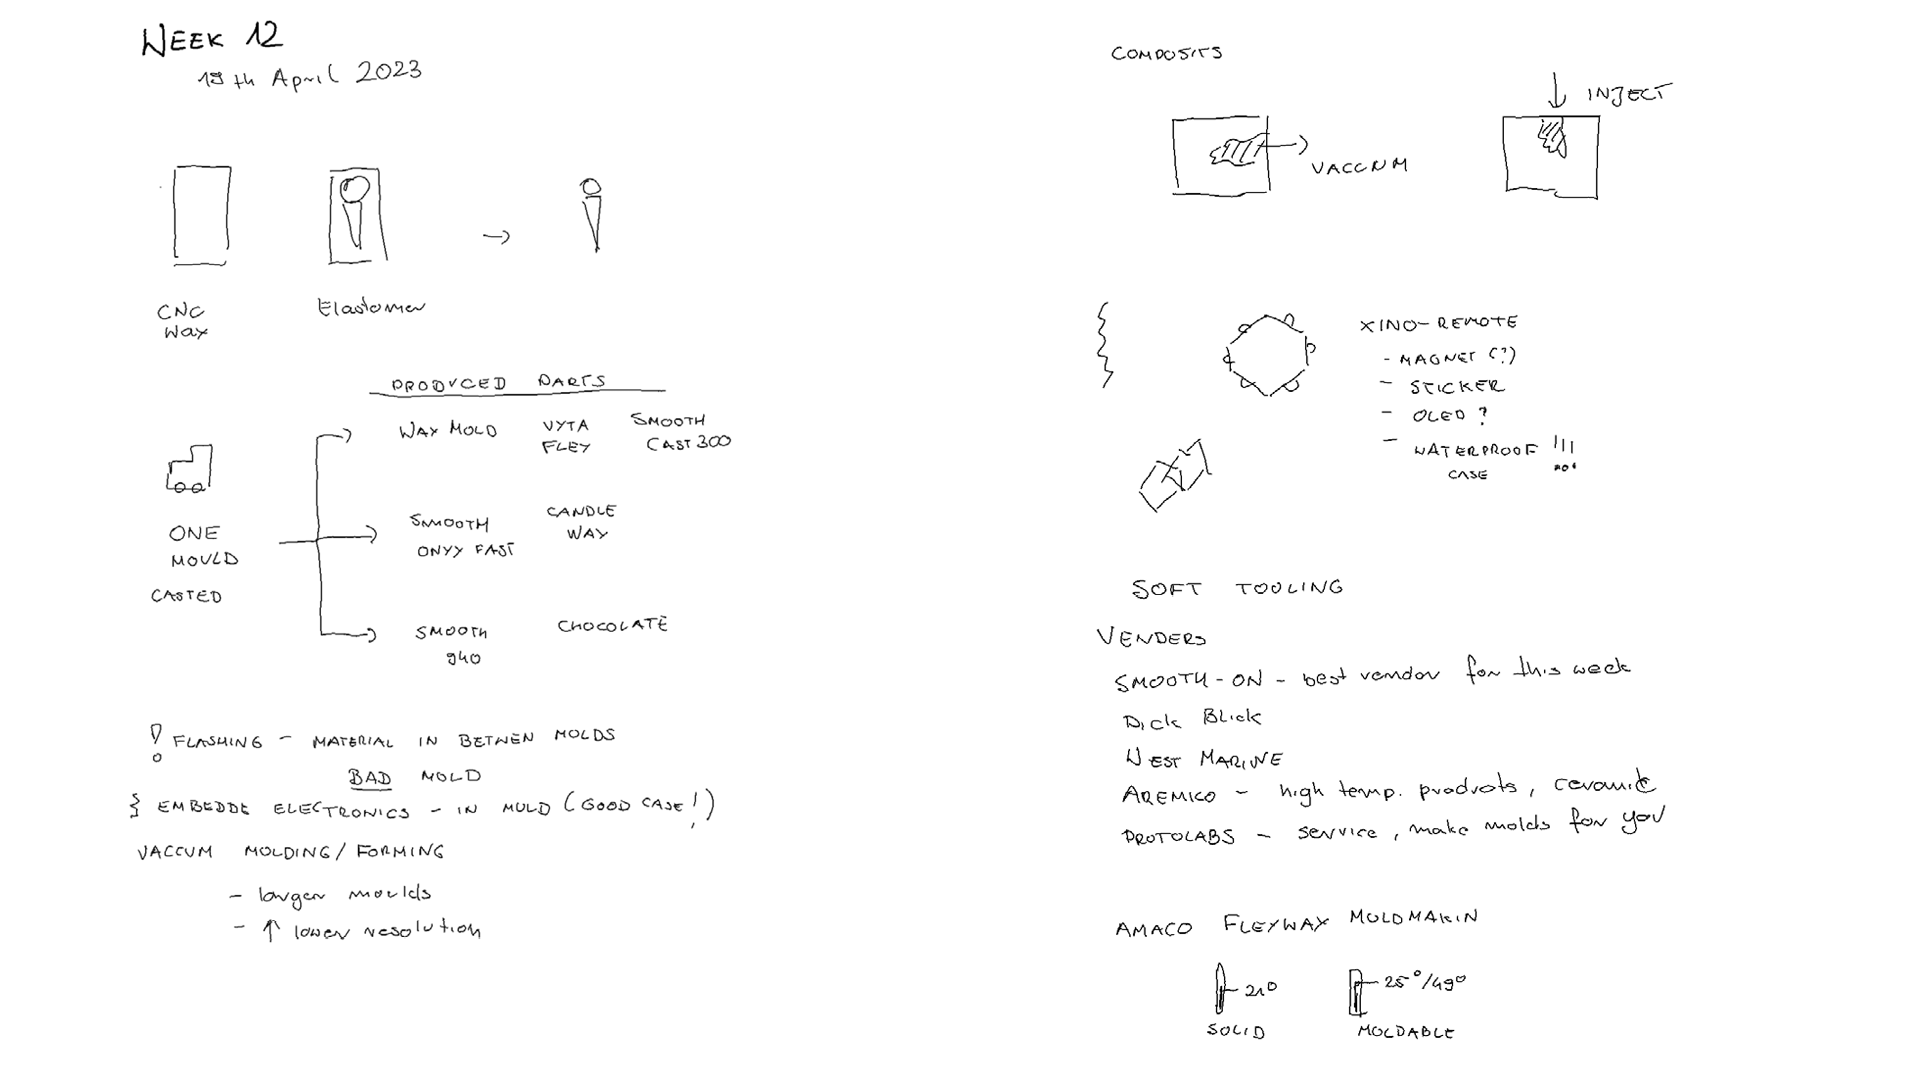 WEEK 12
19th April 2023
CNC
Wax
Elastomer
PRODUCED PARTS
WAX MOLD
VYTA
FLEX
SMOOTH
CAST 300
ONE
MOULD
CASTED
SMOOTH
ONYX FAST
CANDLE
WAX
SMOOTH
940
CHOCOLATE
! FLASHING - MATERIAL IN BETWEN MOLDS
BAD MOLD
EMBEDDE ELECTRONICS - IN MULD (GOOD CASE!)
VACCUM MOLDING/FORMING
- larger moulds
- ↑ lower resolution
COMPOSITS
VACCUM
INJECT
XINO-REMOTE
- MAGNET (?)
- STICKER
- OLED ?
- WATERPROOF !!!
CASE
SOFT TOOLING
VENDERS
SMOOTH-ON - best vendor for this week
Dick Blick
WEST MARINE
AREMICO - high temp. products, ceramic
PROTOLABS - service, make molds for you
AMACO FLEXWAX MOLDMAKIN
21°
SOLID
25°/49°
MOLDABLE